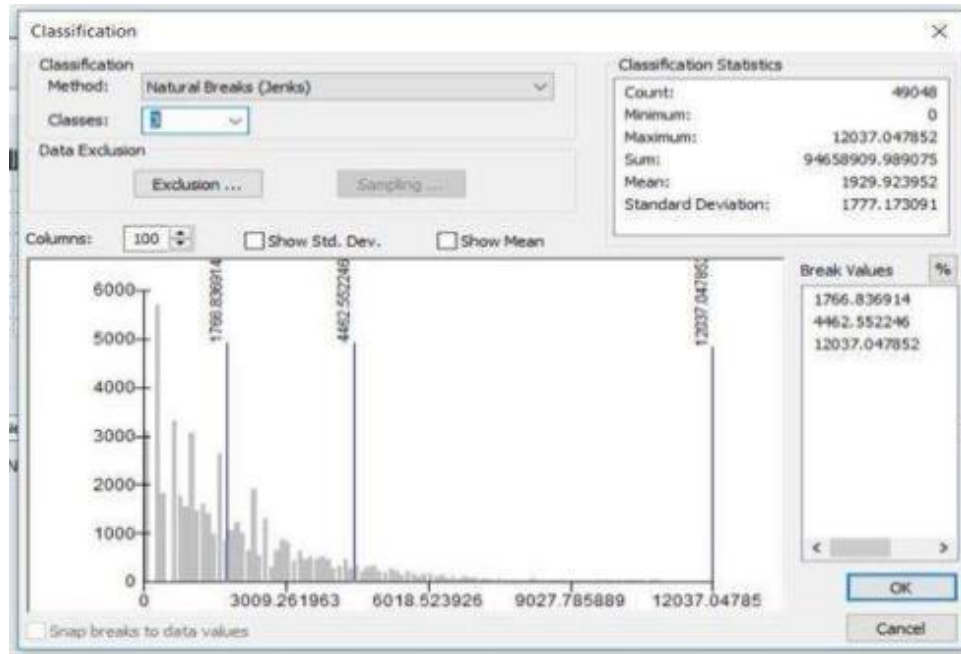 Classification
Classification
Method: Natural Breaks (Jenks)
Classes: 3
Data Exclusion
Exclusion ...
Sampling ...
Classification Statistics
Count: 49048
Minimum: 0
Maximum: 12037.047852
Sum: 94658909.989075
Mean: 1929.923952
Standard Deviation: 1777.173091
Columns: 100
Show Std. Dev.
Show Mean
Break Values
%
1766.836914
4462.552246
12037.047852
1766.836914
4462.552246
12037.047852
6000
5000
4000
3000
2000
1000
0
0 3009.261963 6018.523926 9027.785889 12037.04785
Snap breaks to data values
OK
Cancel